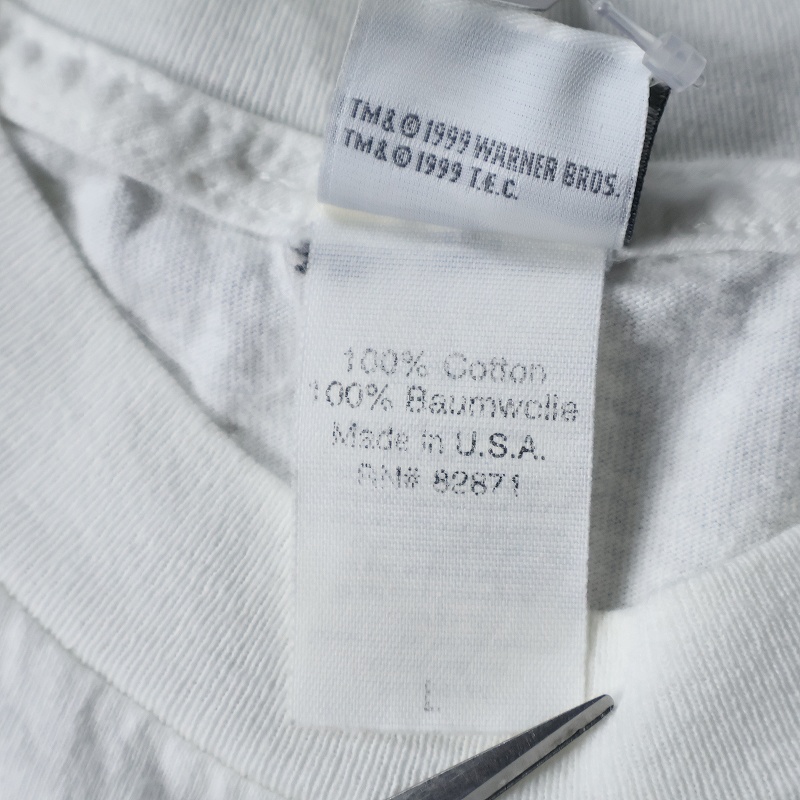 TM& © 1999 WARNER BROS.
TM& © 1999 T.E.C.
100% Cotton
100% Baumwolle
Made in U.S.A.
RN# 82871
L